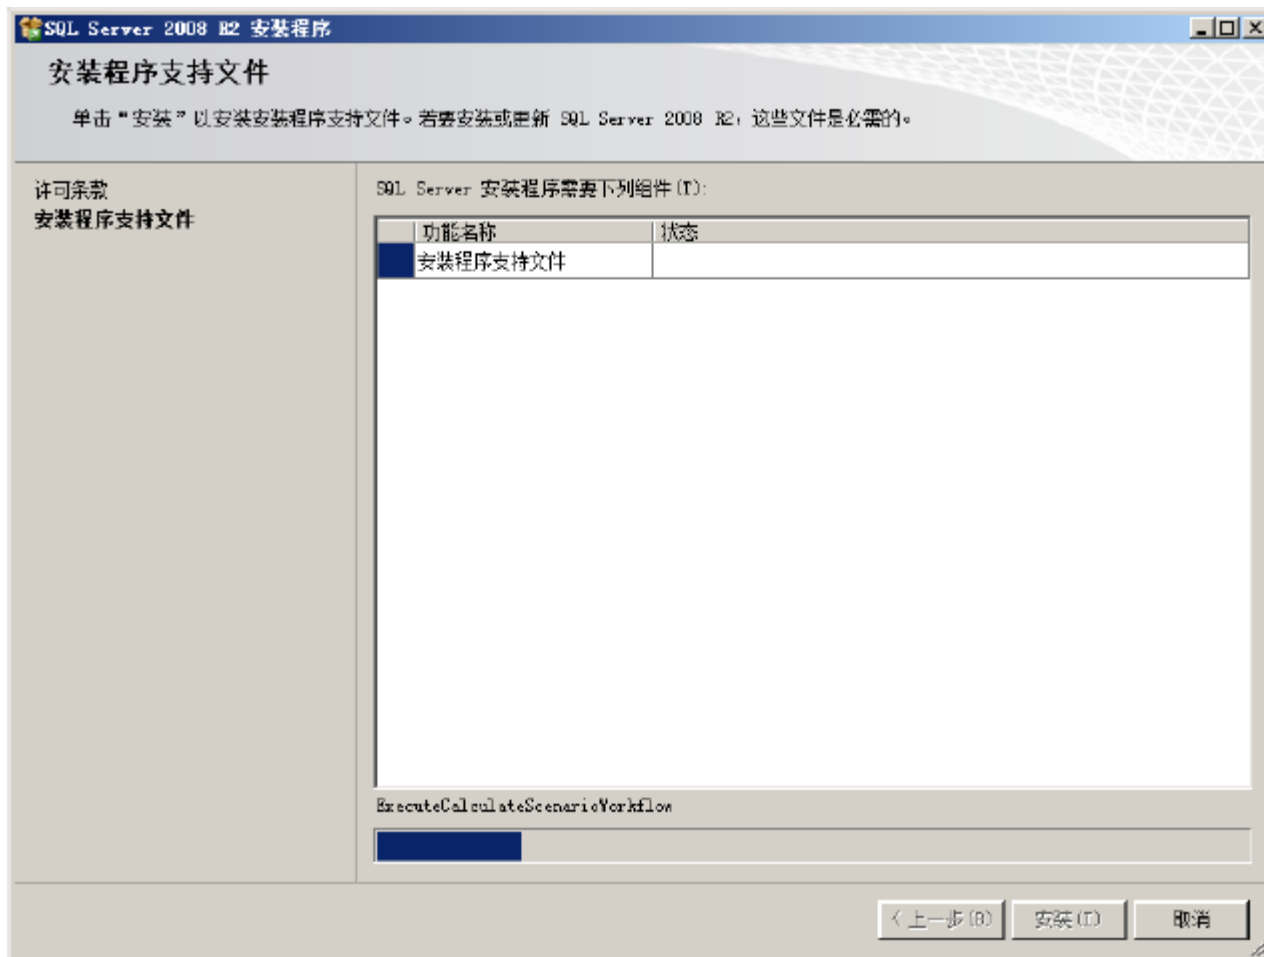 SQL Server 2008 R2 安装程序
安装程序支持文件
单击“安装”以安装安装程序支持文件。若要安装或更新 SQL Server 2008 R2，这些文件是必需的。
许可条款
安装程序支持文件
SQL Server 安装程序需要下列组件(T):
功能名称 状态
安装程序支持文件
ExecuteCalculateScenarioWorkflow
< 上一步(B) 安装(I) 取消